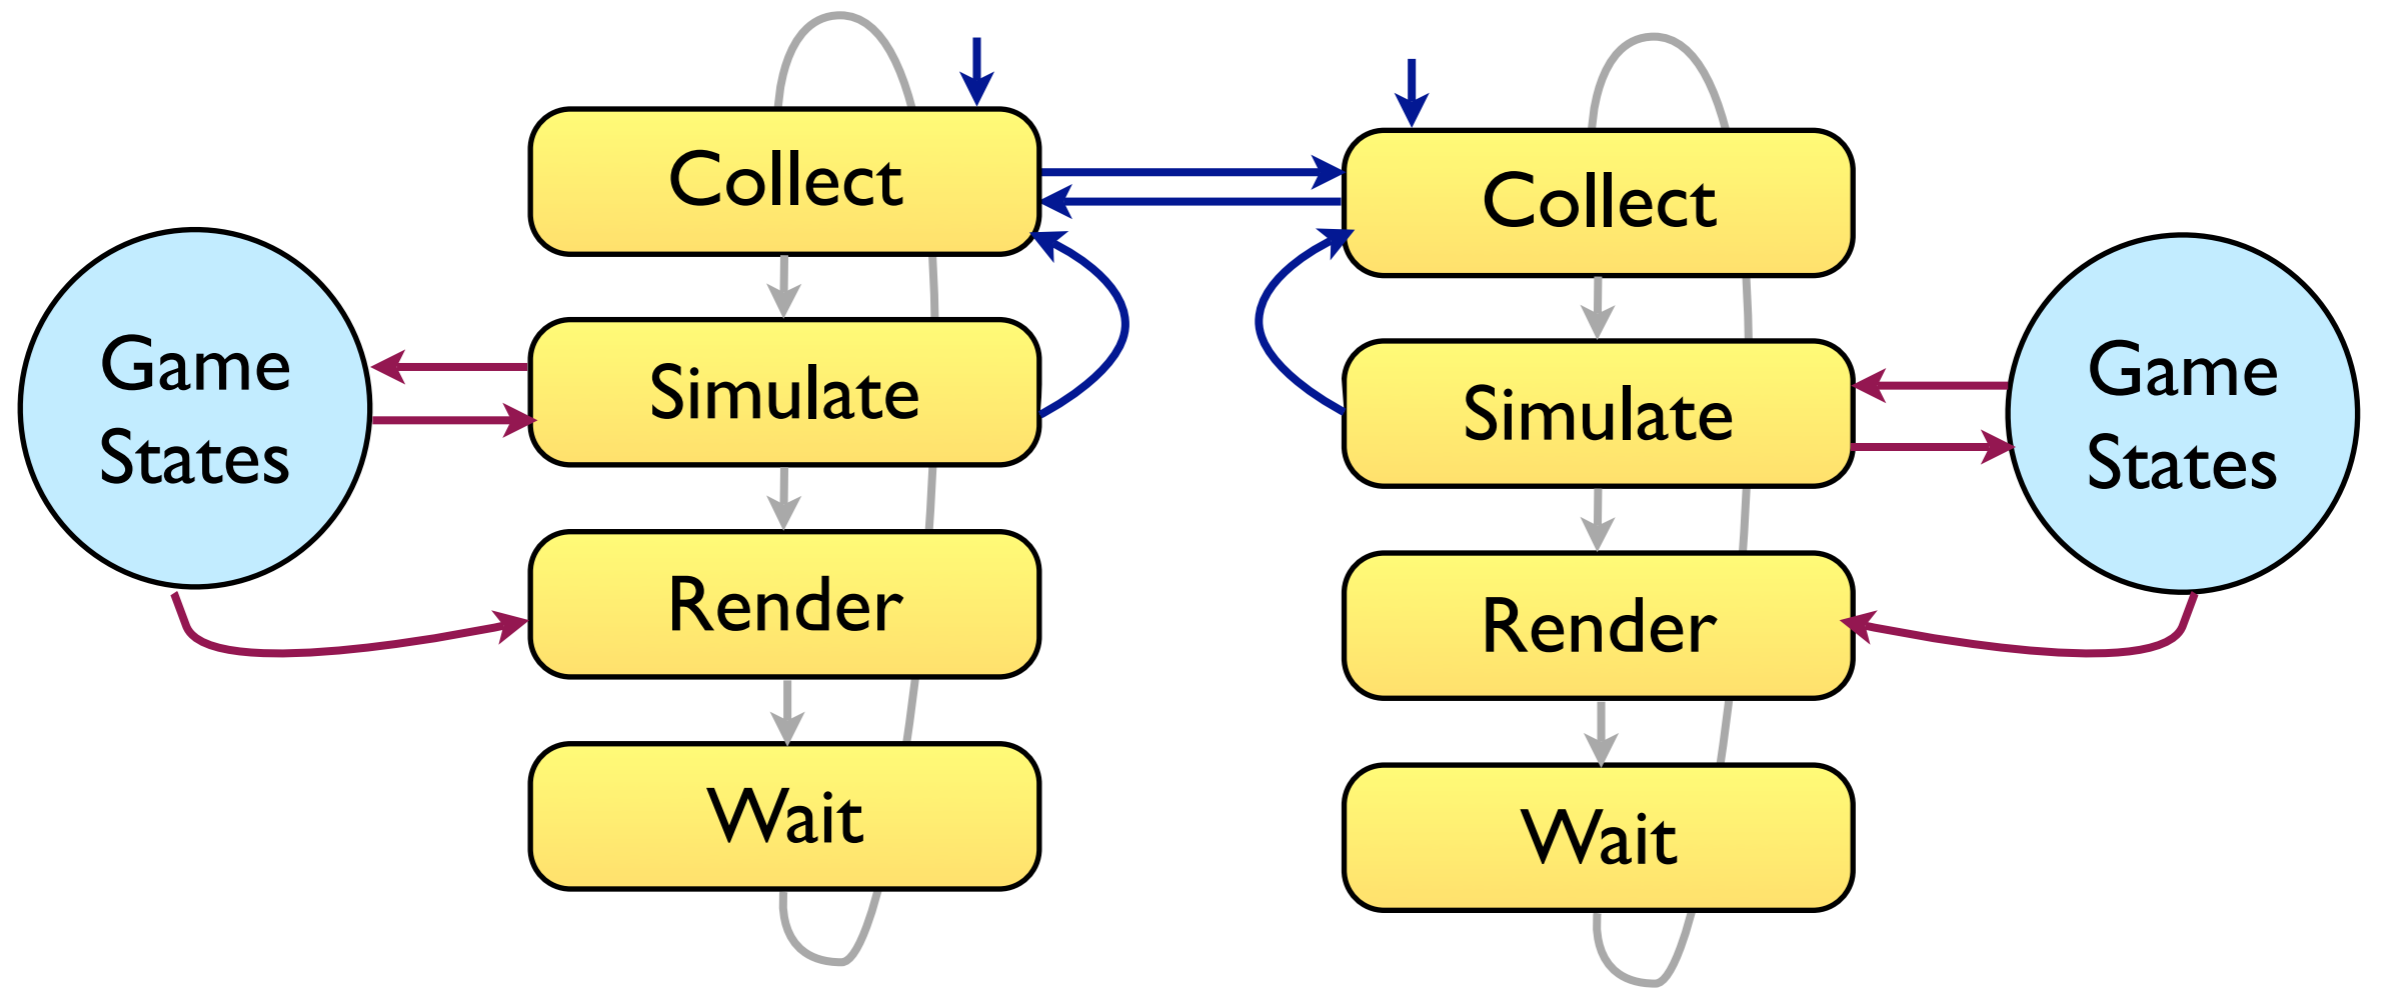 Collect
Simulate
Render
Wait
Game
States
Collect
Simulate
Render
Wait
Game
States